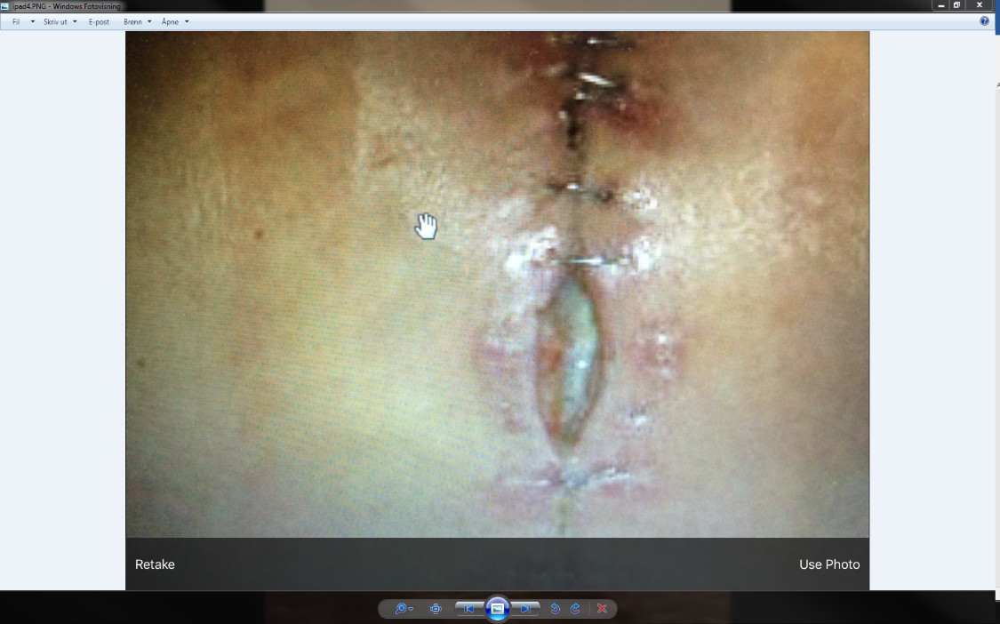 ipad4.PNG - Windows Fotovisning
Fil Skriv ut E-post Brenn Åpne
Retake Use Photo